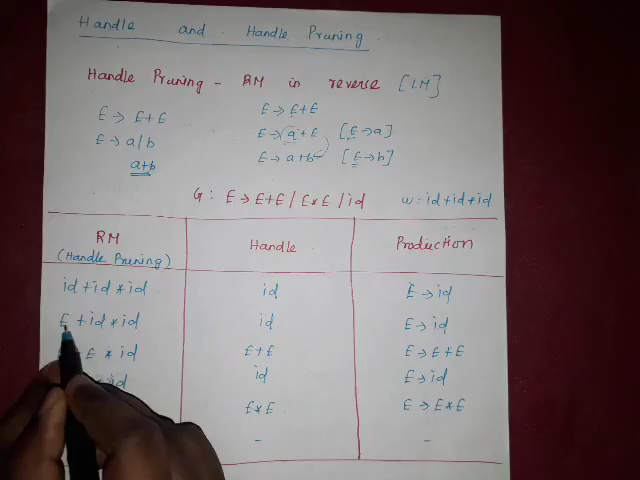 Handle and Handle Pruning
Handle Pruning - RM in reverse [LM]
E → E+E
E → a/b
a+b
E → E+E
E → a+E [E→a]
E → a+b [E→b]
G: E → E+E / E*E / id w: id+id*id
RM
(Handle Pruning)
Handle
Production
id+id*id id E→id
E+id*id id E→id
E *id E+E E→E+E
id id E→id
E*E E→E*E
- -